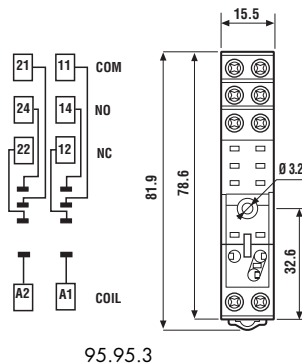 21 11 COM
24 14 NO
22 12 NC
A2 A1 COIL
15.5
81.9
78.6
Ø 3.2
32.6
95.95.3